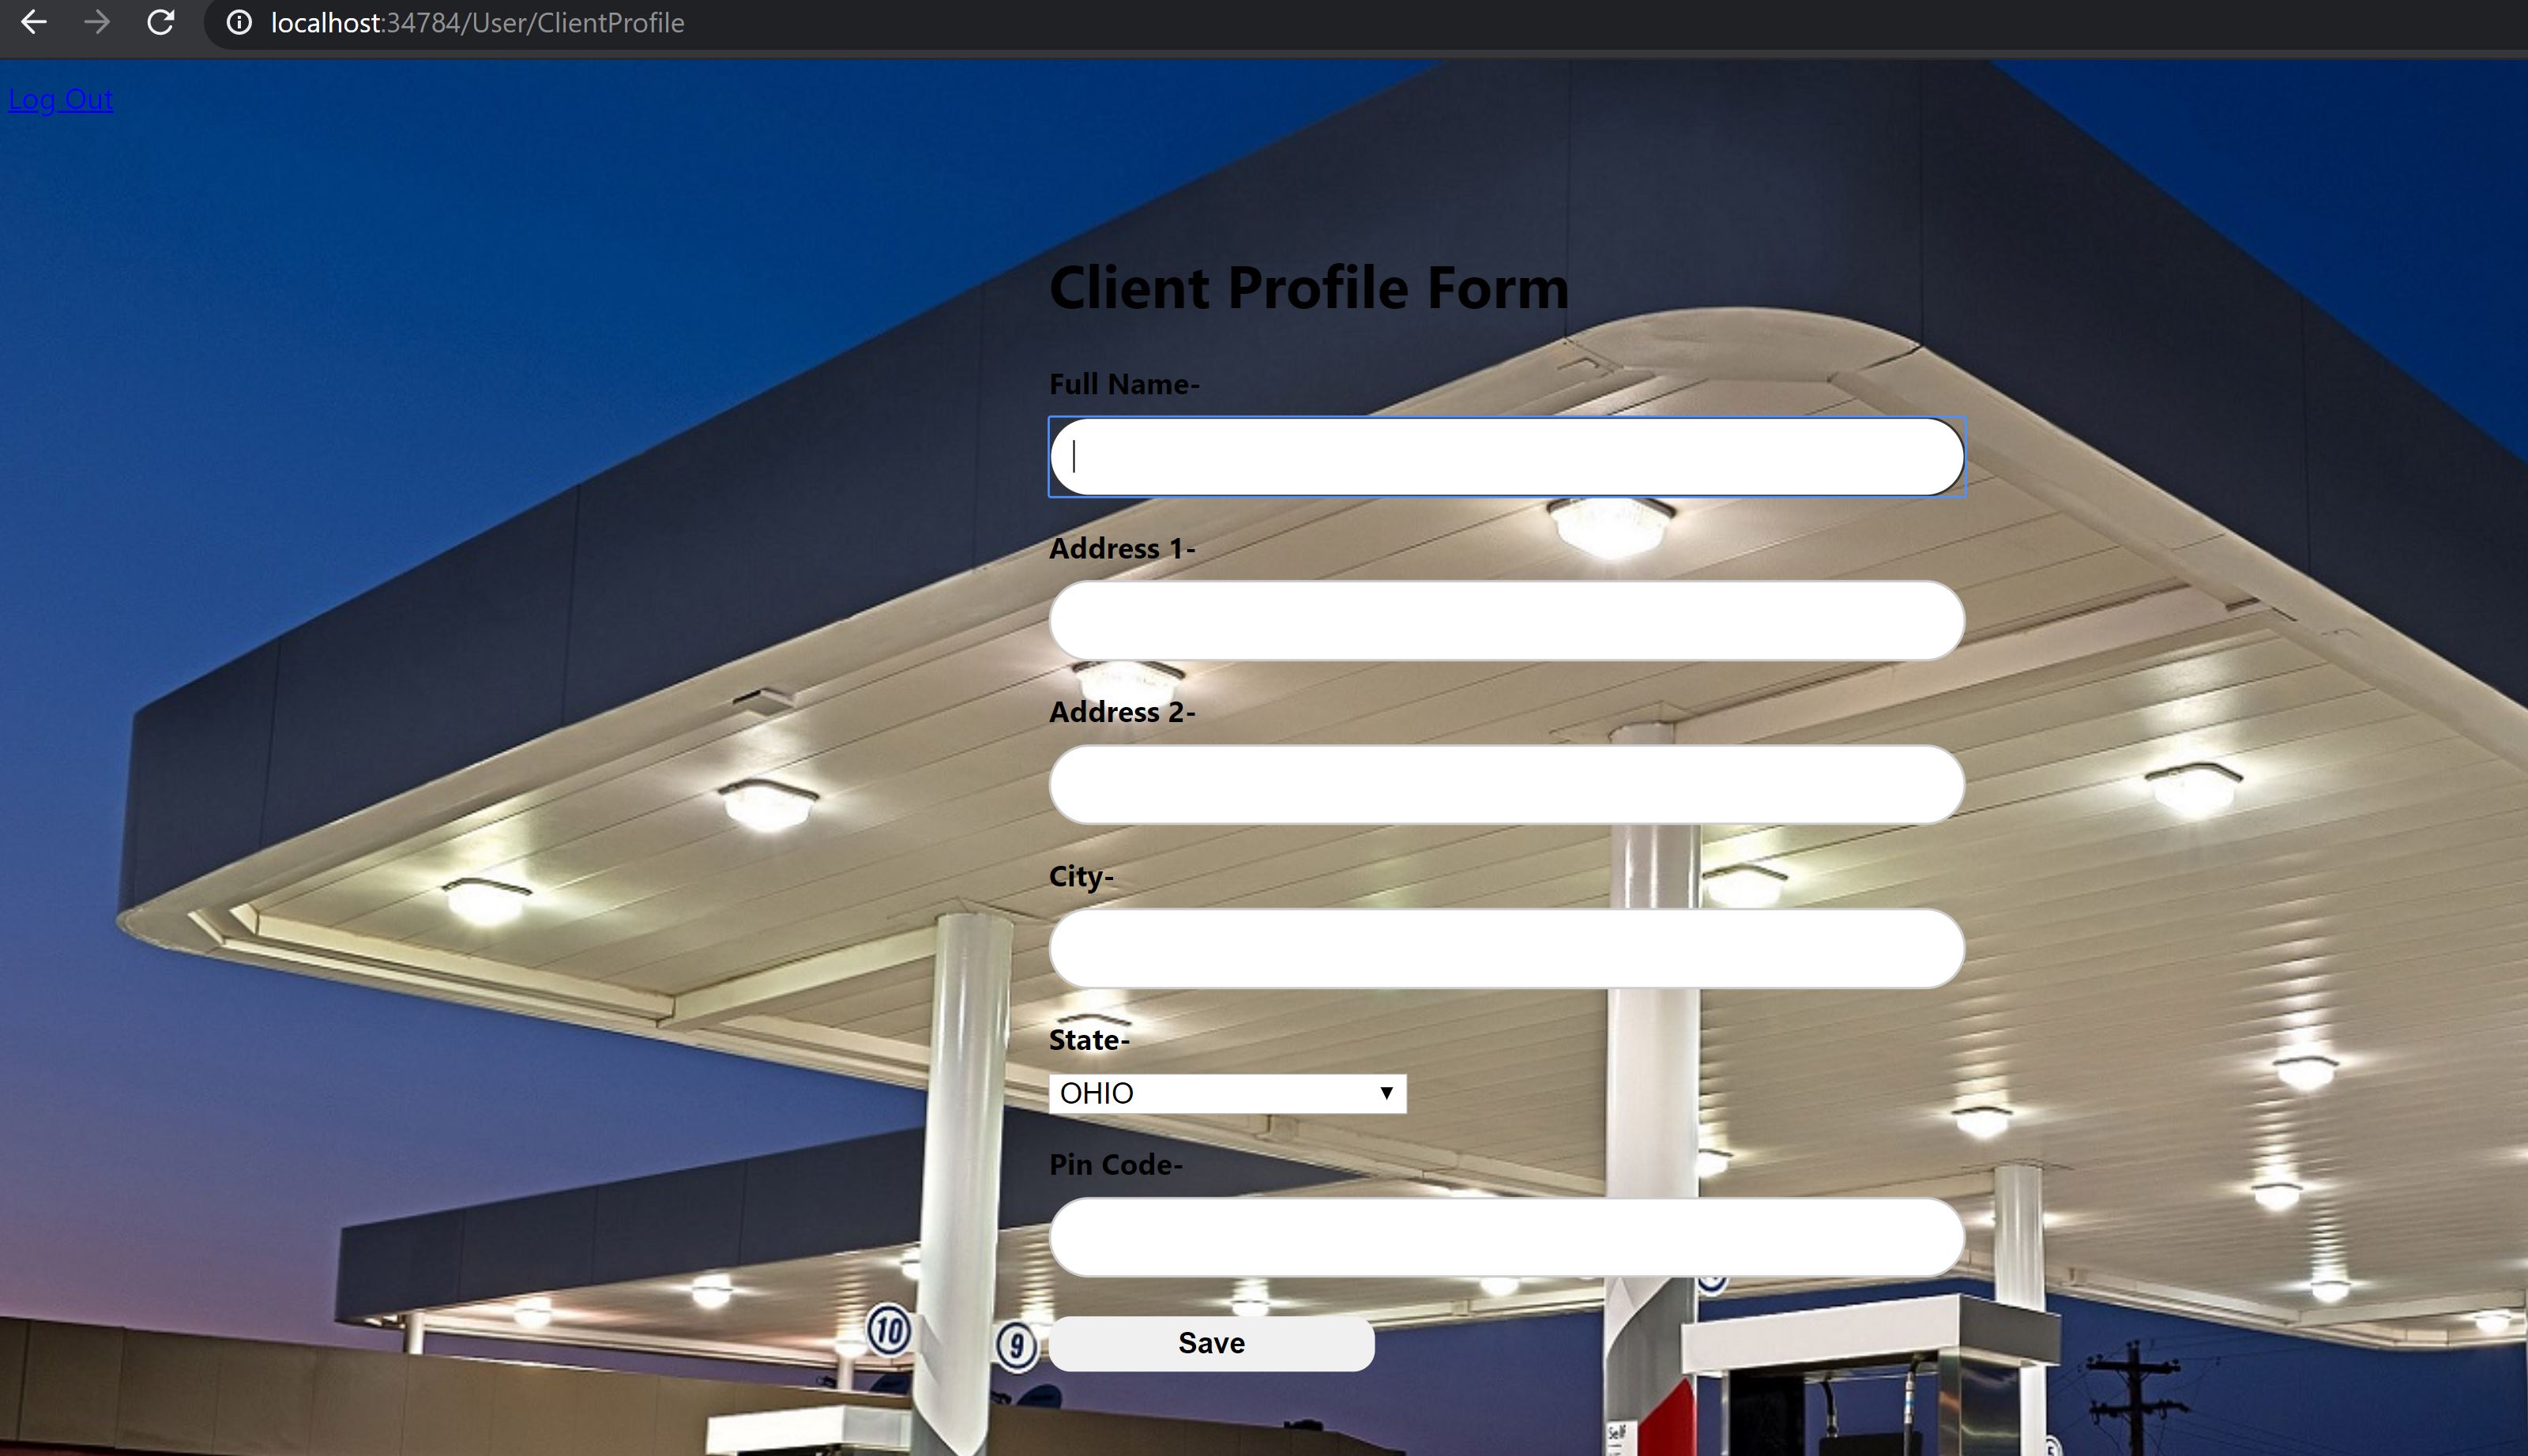 localhost:34784/User/ClientProfile
Log Out
Client Profile Form
Full Name-
Address 1-
Address 2-
City-
State-
OHIO
Pin Code-
Save
10
9
Self